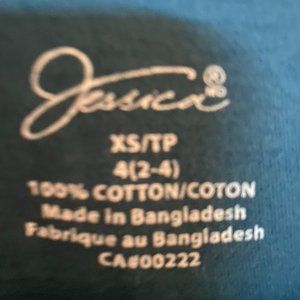 Jessica®
XS/TP
4(2-4)
100% COTTON/COTON
Made in Bangladesh
Fabrique au Bangladesh
CA#00222